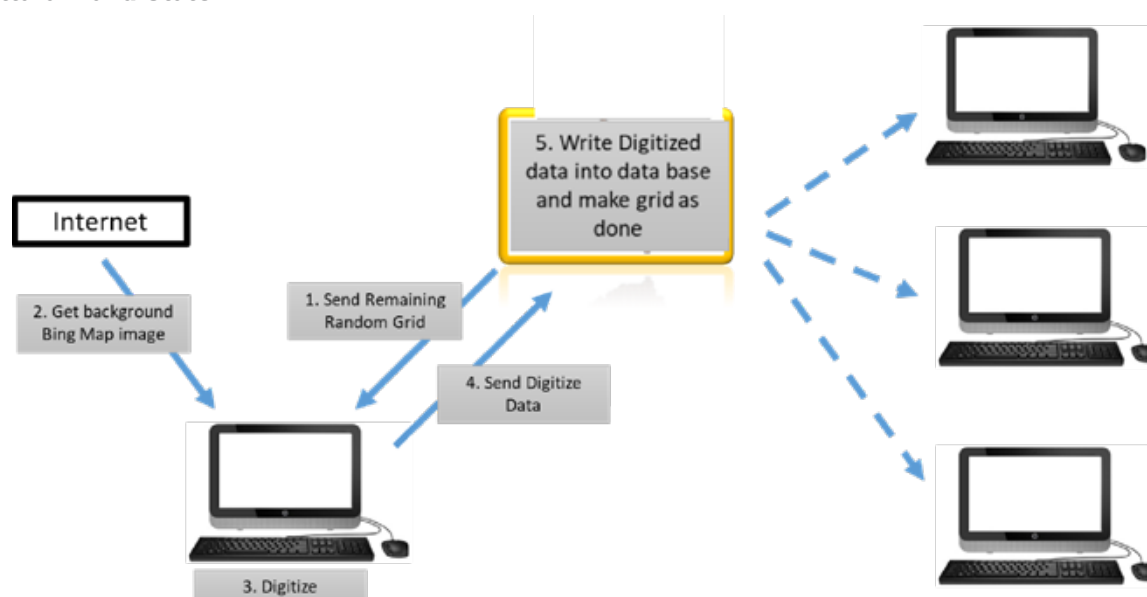 5. Write Digitized
data into data base
and make grid as
done
Internet
1. Send Remaining
Random Grid
2. Get background
Bing Map image
4. Send Digitize
Data
3. Digitize